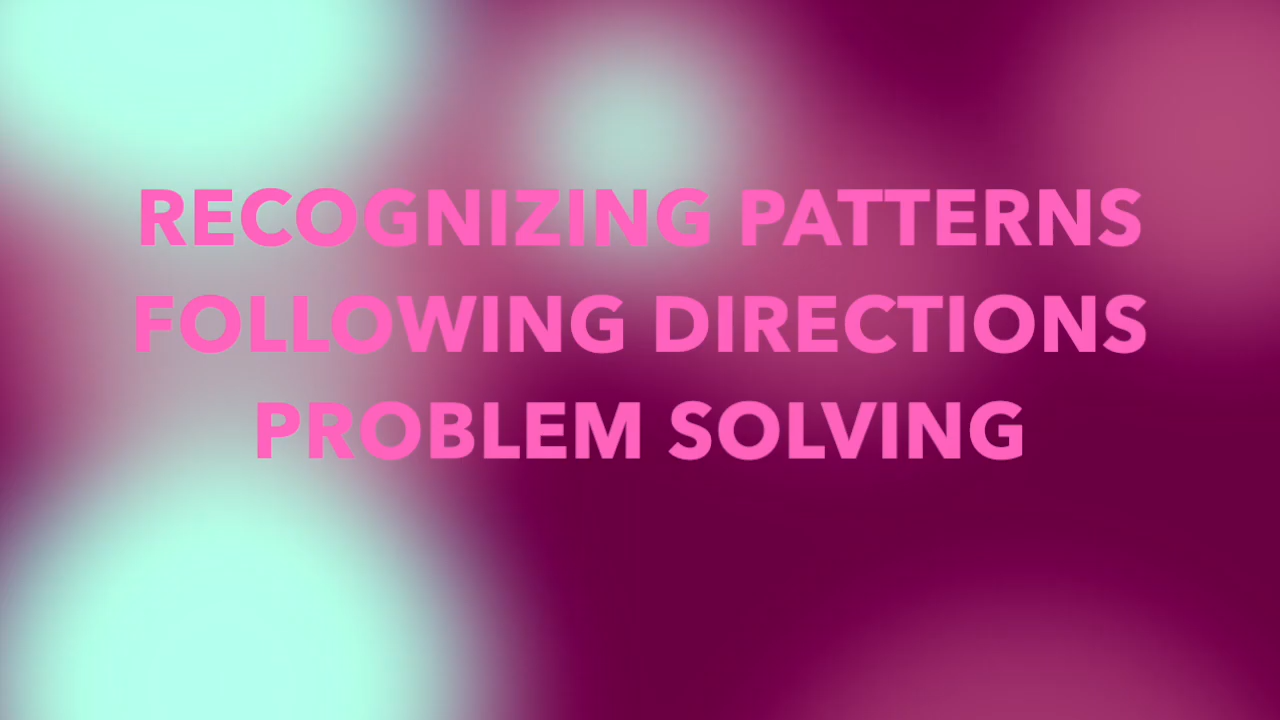 RECOGNIZING PATTERNS
FOLLOWING DIRECTIONS
PROBLEM SOLVING